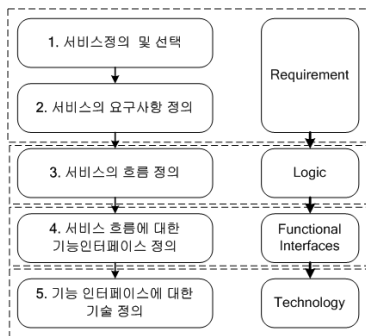 1. 서비스정의 및 선택
2. 서비스의 요구사항 정의
Requirement
3. 서비스의 흐름 정의
Logic
4. 서비스 흐름에 대한
기능인터페이스 정의
Functional
Interfaces
5. 기능 인터페이스에 대한
기술 정의
Technology